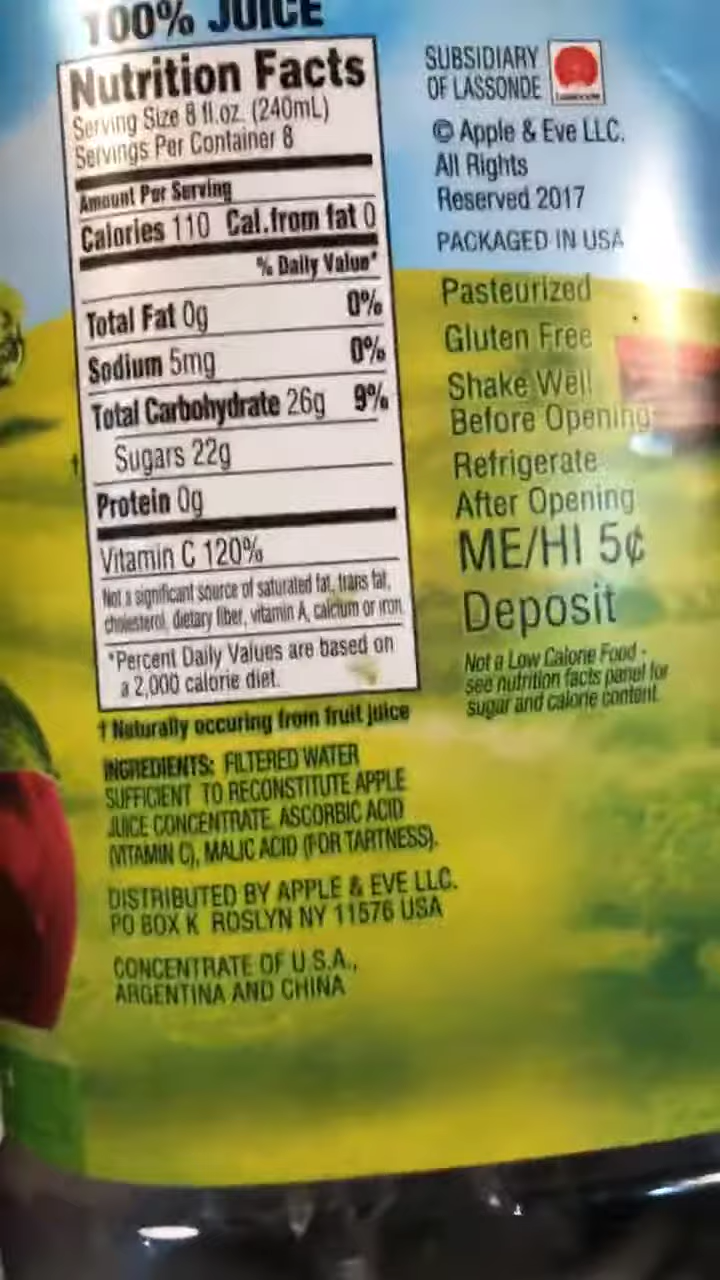 100% JUICE
Nutrition Facts
Serving Size 8 fl.oz. (240mL)
Servings Per Container 8
Amount Per Serving
Calories 110 Cal.from fat 0
% Daily Value*
Total Fat 0g 0%
Sodium 5mg 0%
Total Carbohydrate 26g 9%
† Sugars 22g
Protein 0g
Vitamin C 120%
Not a significant source of saturated fat, trans fat,
cholesterol, dietary fiber, vitamin A, calcium or iron
*Percent Daily Values are based on
a 2,000 calorie diet.
† Naturally occuring from fruit juice
INGREDIENTS: FILTERED WATER
SUFFICIENT TO RECONSTITUTE APPLE
JUICE CONCENTRATE, ASCORBIC ACID
(VITAMIN C), MALIC ACID (FOR TARTNESS).
DISTRIBUTED BY APPLE & EVE LLC.
PO BOX K ROSLYN NY 11576 USA
CONCENTRATE OF U.S.A.,
ARGENTINA AND CHINA
SUBSIDIARY
OF LASSONDE
© Apple & Eve LLC.
All Rights
Reserved 2017
PACKAGED IN USA
Pasteurized
Gluten Free
Shake Well
Before Opening
Refrigerate
After Opening
ME/HI 5¢
Deposit
Not a Low Calorie Food -
see nutrition facts panel for
sugar and calorie content.